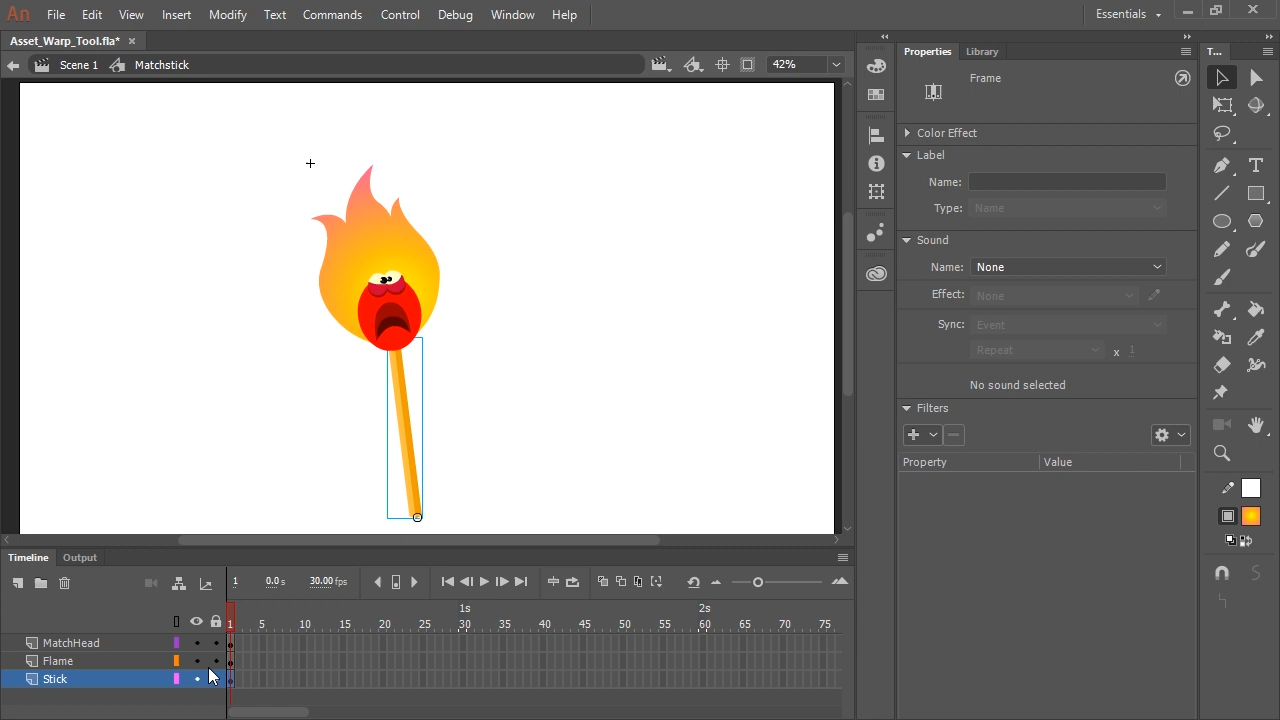 An File Edit View Insert Modify Text Commands Control Debug Window Help Essentials
Asset_Warp_Tool.fla* ×
Scene 1 Matchstick 42%
Properties Library T...
Frame
Color Effect
Label
Name:
Type: Name
Sound
Name: None
Effect: None
Sync: Event
Repeat x 1
No sound selected
Filters
Property Value
Timeline Output
1 0.0 s 30.00 fps
1s 2s
1 5 10 15 20 25 30 35 40 45 50 55 60 65 70 75
MatchHead
Flame
Stick